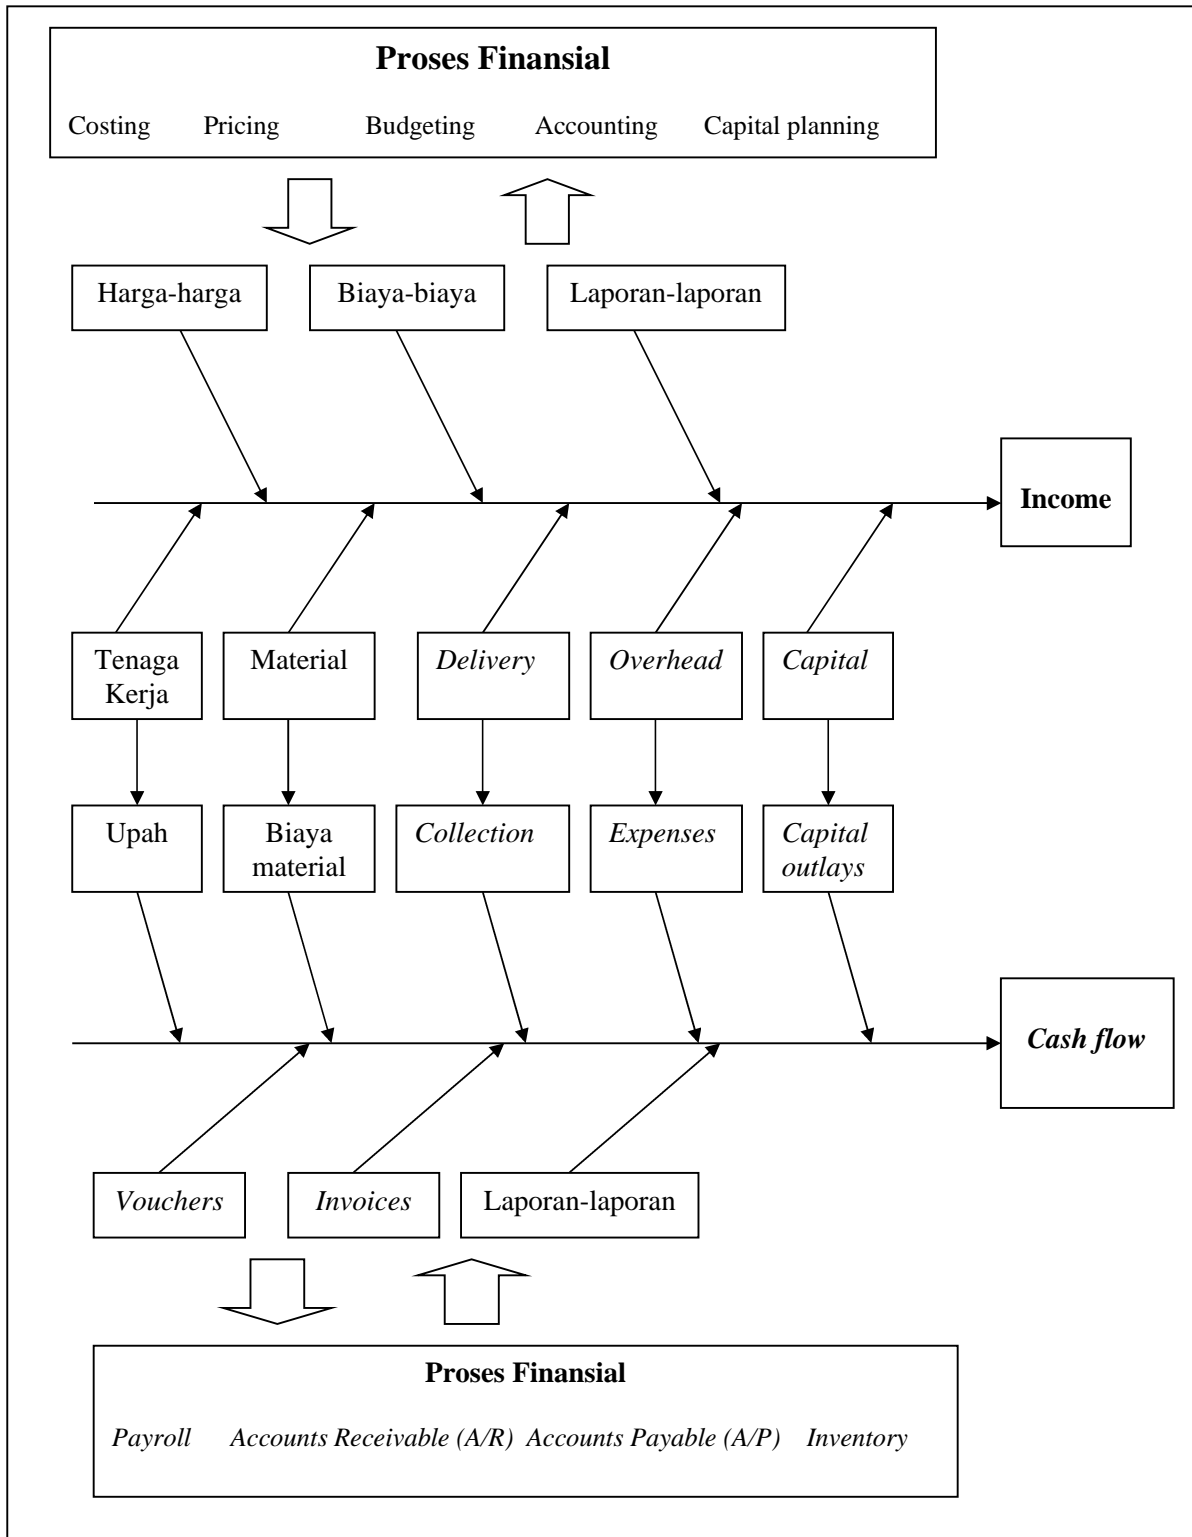 Proses Finansial
Costing Pricing Budgeting Accounting Capital planning
Harga-harga Biaya-biaya Laporan-laporan
Income
Tenaga Kerja
Material
Delivery
Overhead
Capital
Upah
Biaya material
Collection
Expenses
Capital outlays
Cash flow
Vouchers Invoices Laporan-laporan
Proses Finansial
Payroll Accounts Receivable (A/R) Accounts Payable (A/P) Inventory